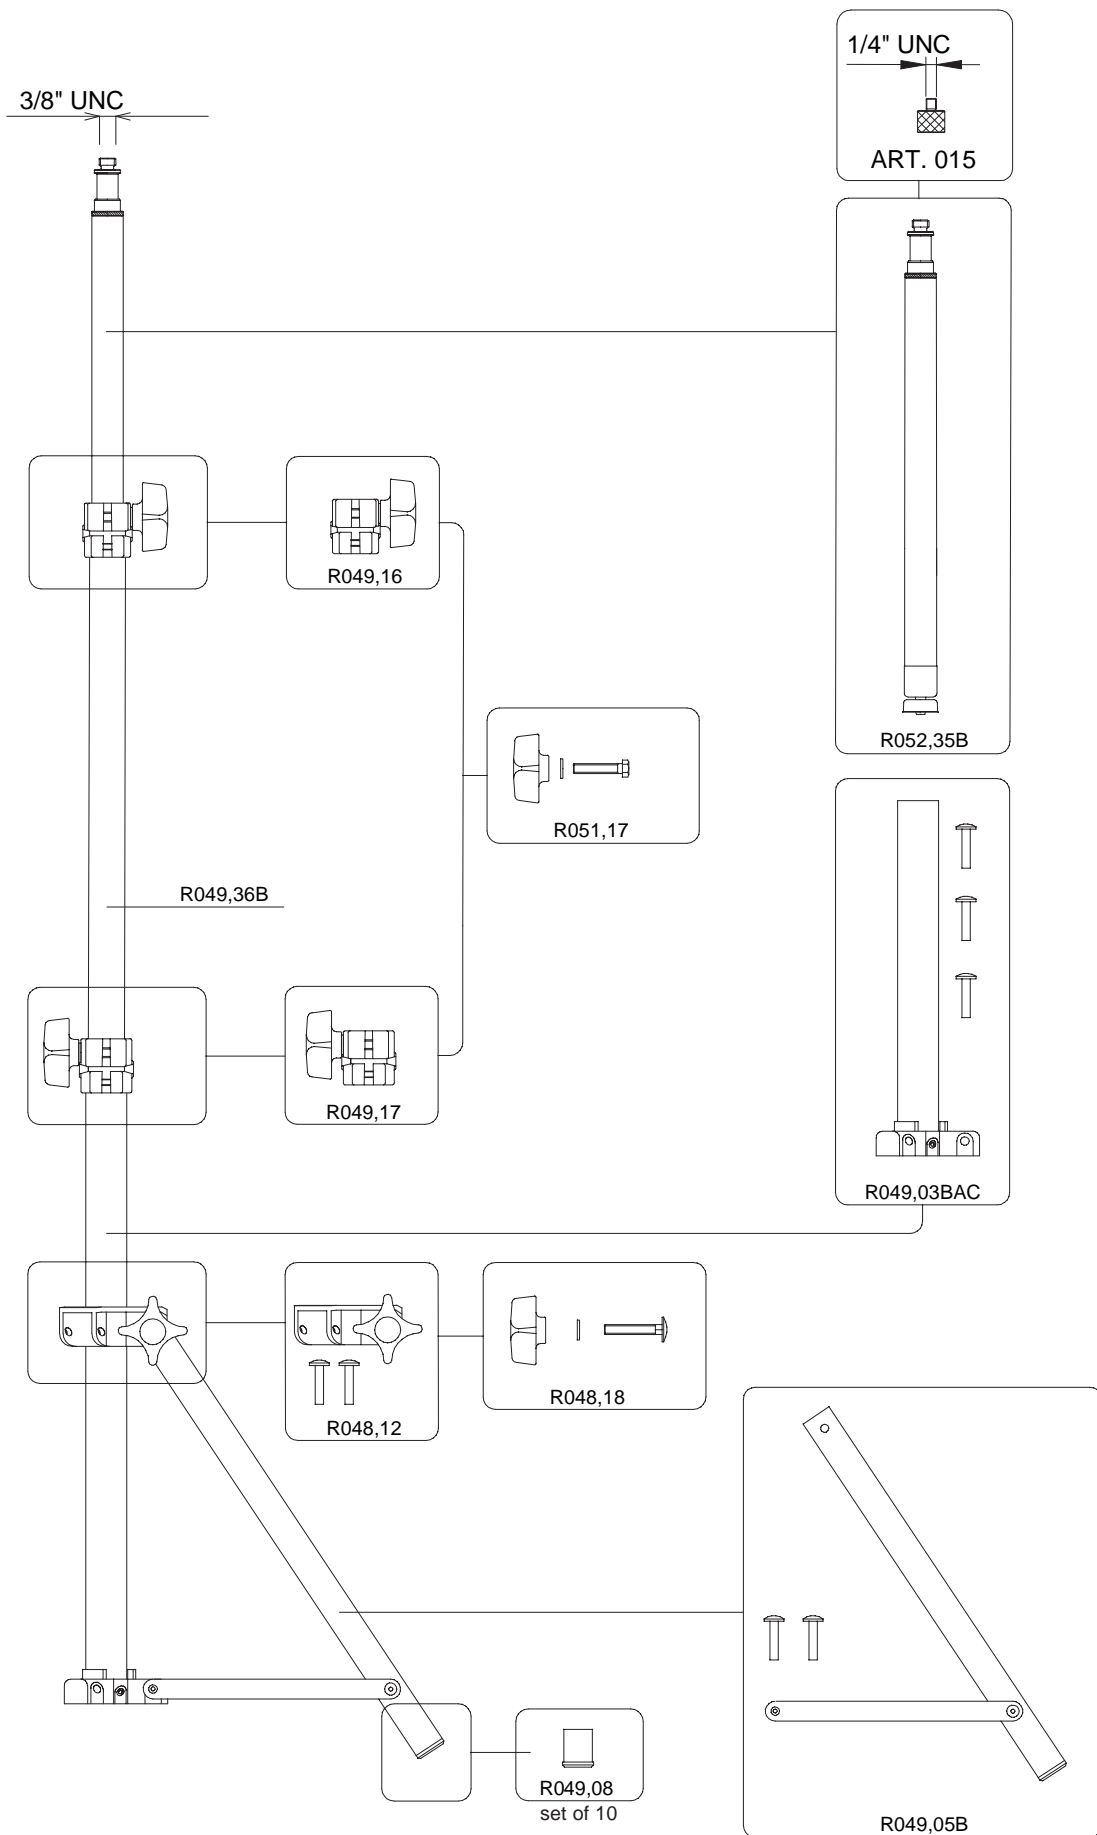 1/4" UNC
3/8" UNC
ART. 015
R049,16
R052,35B
R051,17
R049,36B
R049,17
R049,03BAC
R048,18
R048,12
R049,08
set of 10
R049,05B